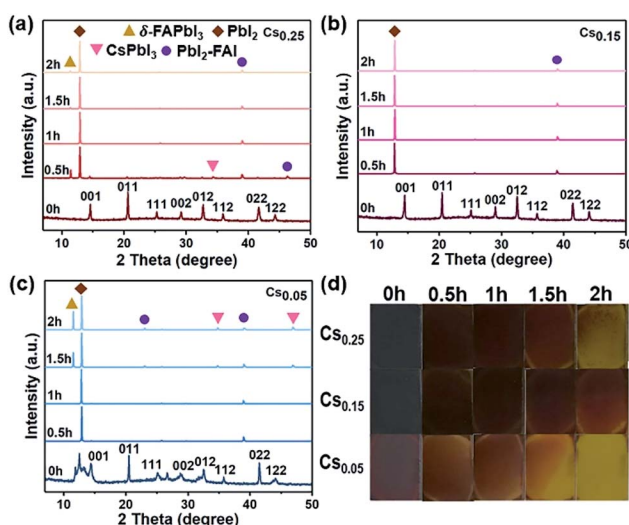 (a) δ-FAPbI₃ PbI₂ Cs0.25
CsPbI₃ PbI₂-FAI
2h
1.5h
1h
0.5h
0h
001 011 111 002 012 112 022 122
Intensity (a.u.)
10 20 30 40 50
2 Theta (degree)
(b) Cs0.15
2h
1.5h
1h
0.5h
0h
001 011 111 002 012 112 022 122
Intensity (a.u.)
10 20 30 40 50
2 Theta (degree)
(c) Cs0.05
2h
1.5h
1h
0.5h
0h
001 011 111 002 012 112 022 122
Intensity (a.u.)
10 20 30 40 50
2 Theta (degree)
(d) 0h 0.5h 1h 1.5h 2h
Cs0.25
Cs0.15
Cs0.05